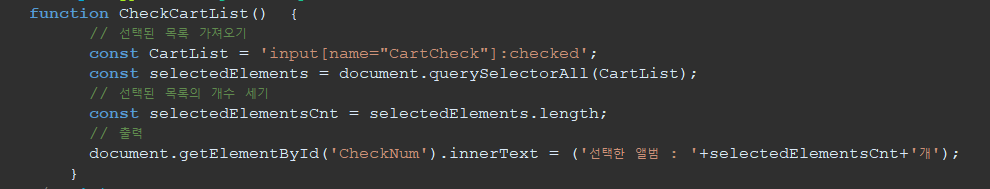 function CheckCartList()  {
// 선택된 목록 가져오기
const CartList = 'input[name="CartCheck"]:checked';
const selectedElements = document.querySelectorAll(CartList);
// 선택된 목록의 개수 세기
const selectedElementsCnt = selectedElements.length;
// 출력
document.getElementById('CheckNum').innerText = ('선택한 앨범 : '+selectedElementsCnt+'개');
}